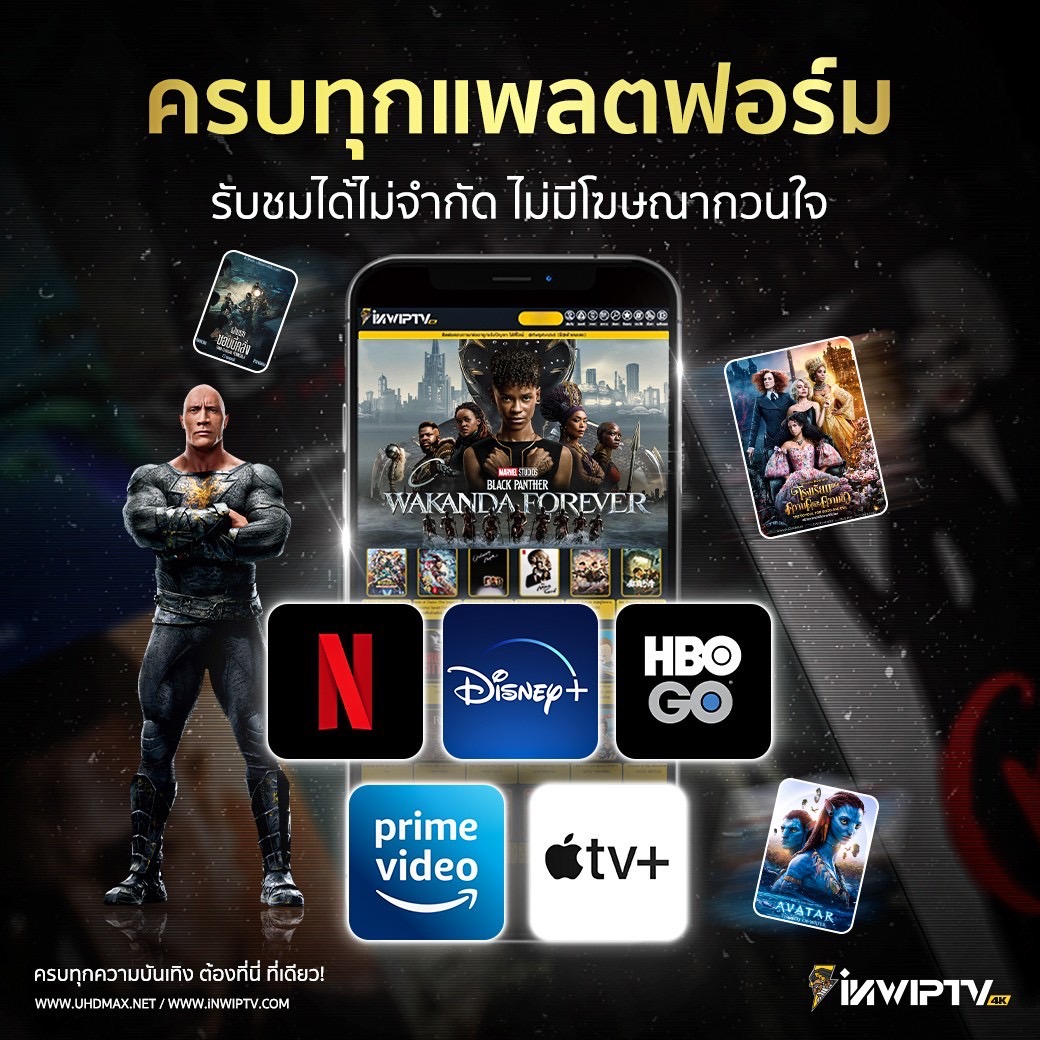 ครบทุกแพลตฟอร์ม
รับชมได้ไม่จำกัด ไม่มีโฆษณากวนใจ
INWIPTV
MARVEL STUDIOS
BLACK PANTHER
WAKANDA FOREVER
N
Disney+
HBO
GO
prime
video
tv+
AVATAR
ครบทุกความบันเทิง ต้องที่นี่ ที่เดียว!
WWW.UHDMAX.NET / WWW.iNWIPTV.COM
iNWIPTV 4K